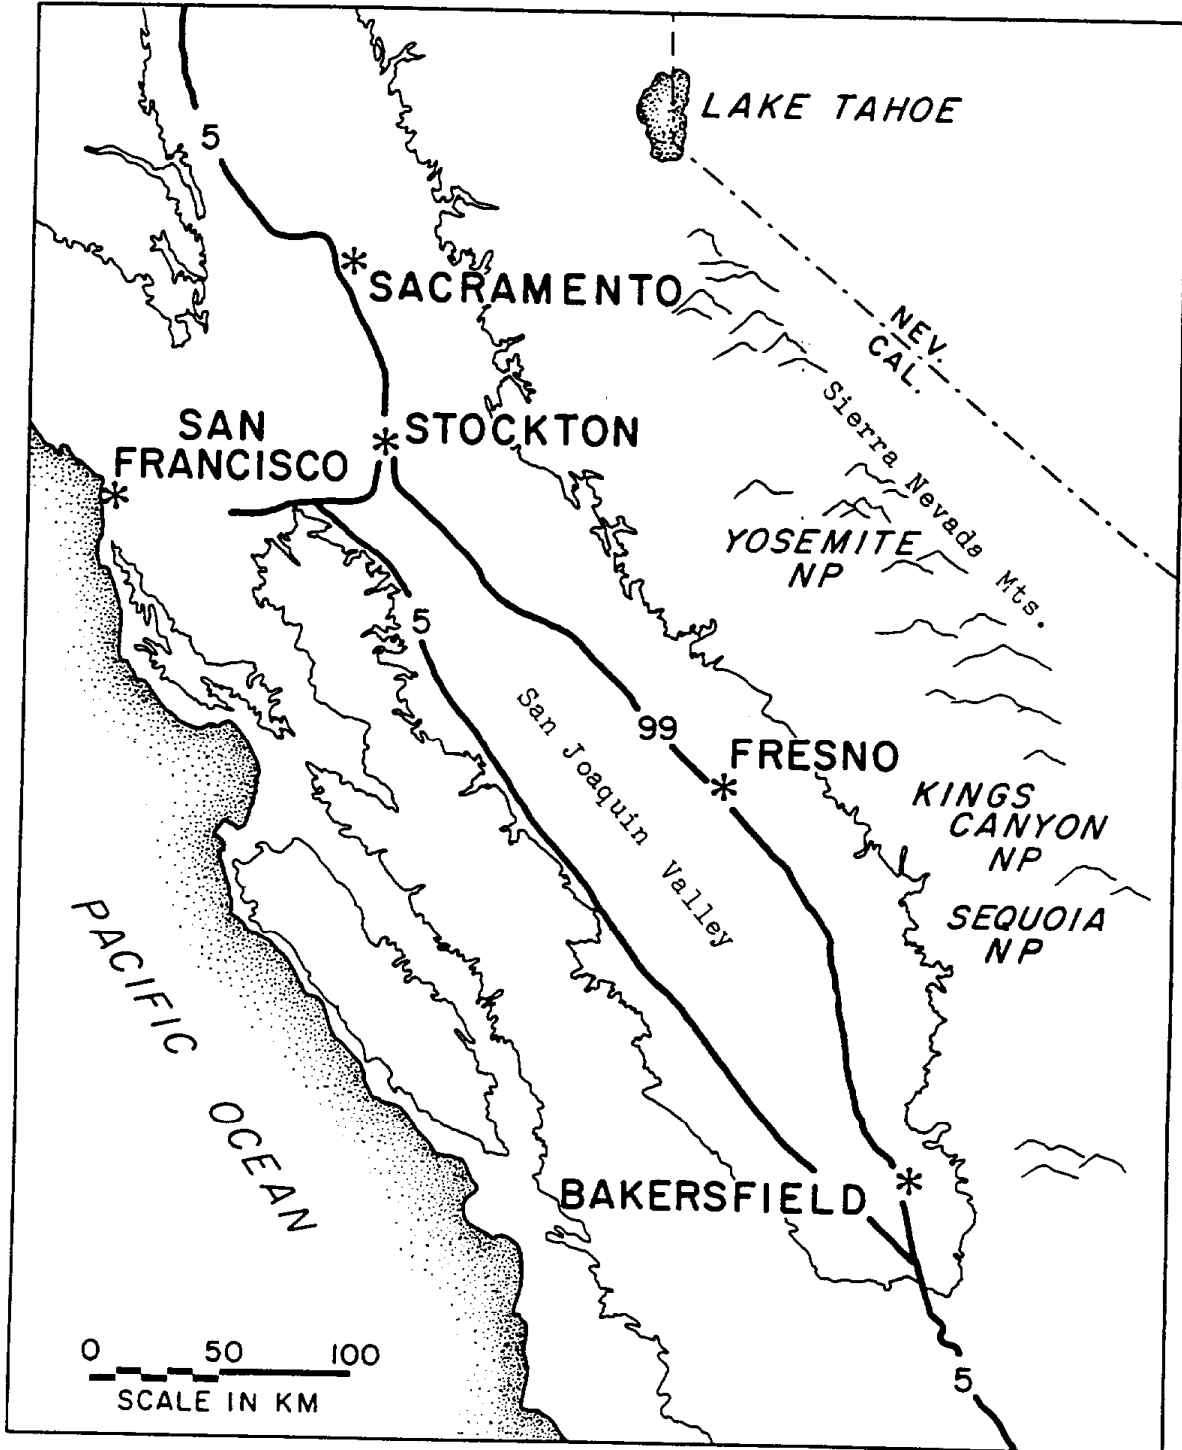 LAKE TAHOE
5
SACRAMENTO
NEV.
CAL.
Sierra Nevada Mts.
SAN
FRANCISCO
STOCKTON
YOSEMITE
NP
5
San Joaquin Valley
99
FRESNO
KINGS
CANYON
NP
SEQUOIA
NP
PACIFIC OCEAN
BAKERSFIELD
0 50 100
SCALE IN KM
5